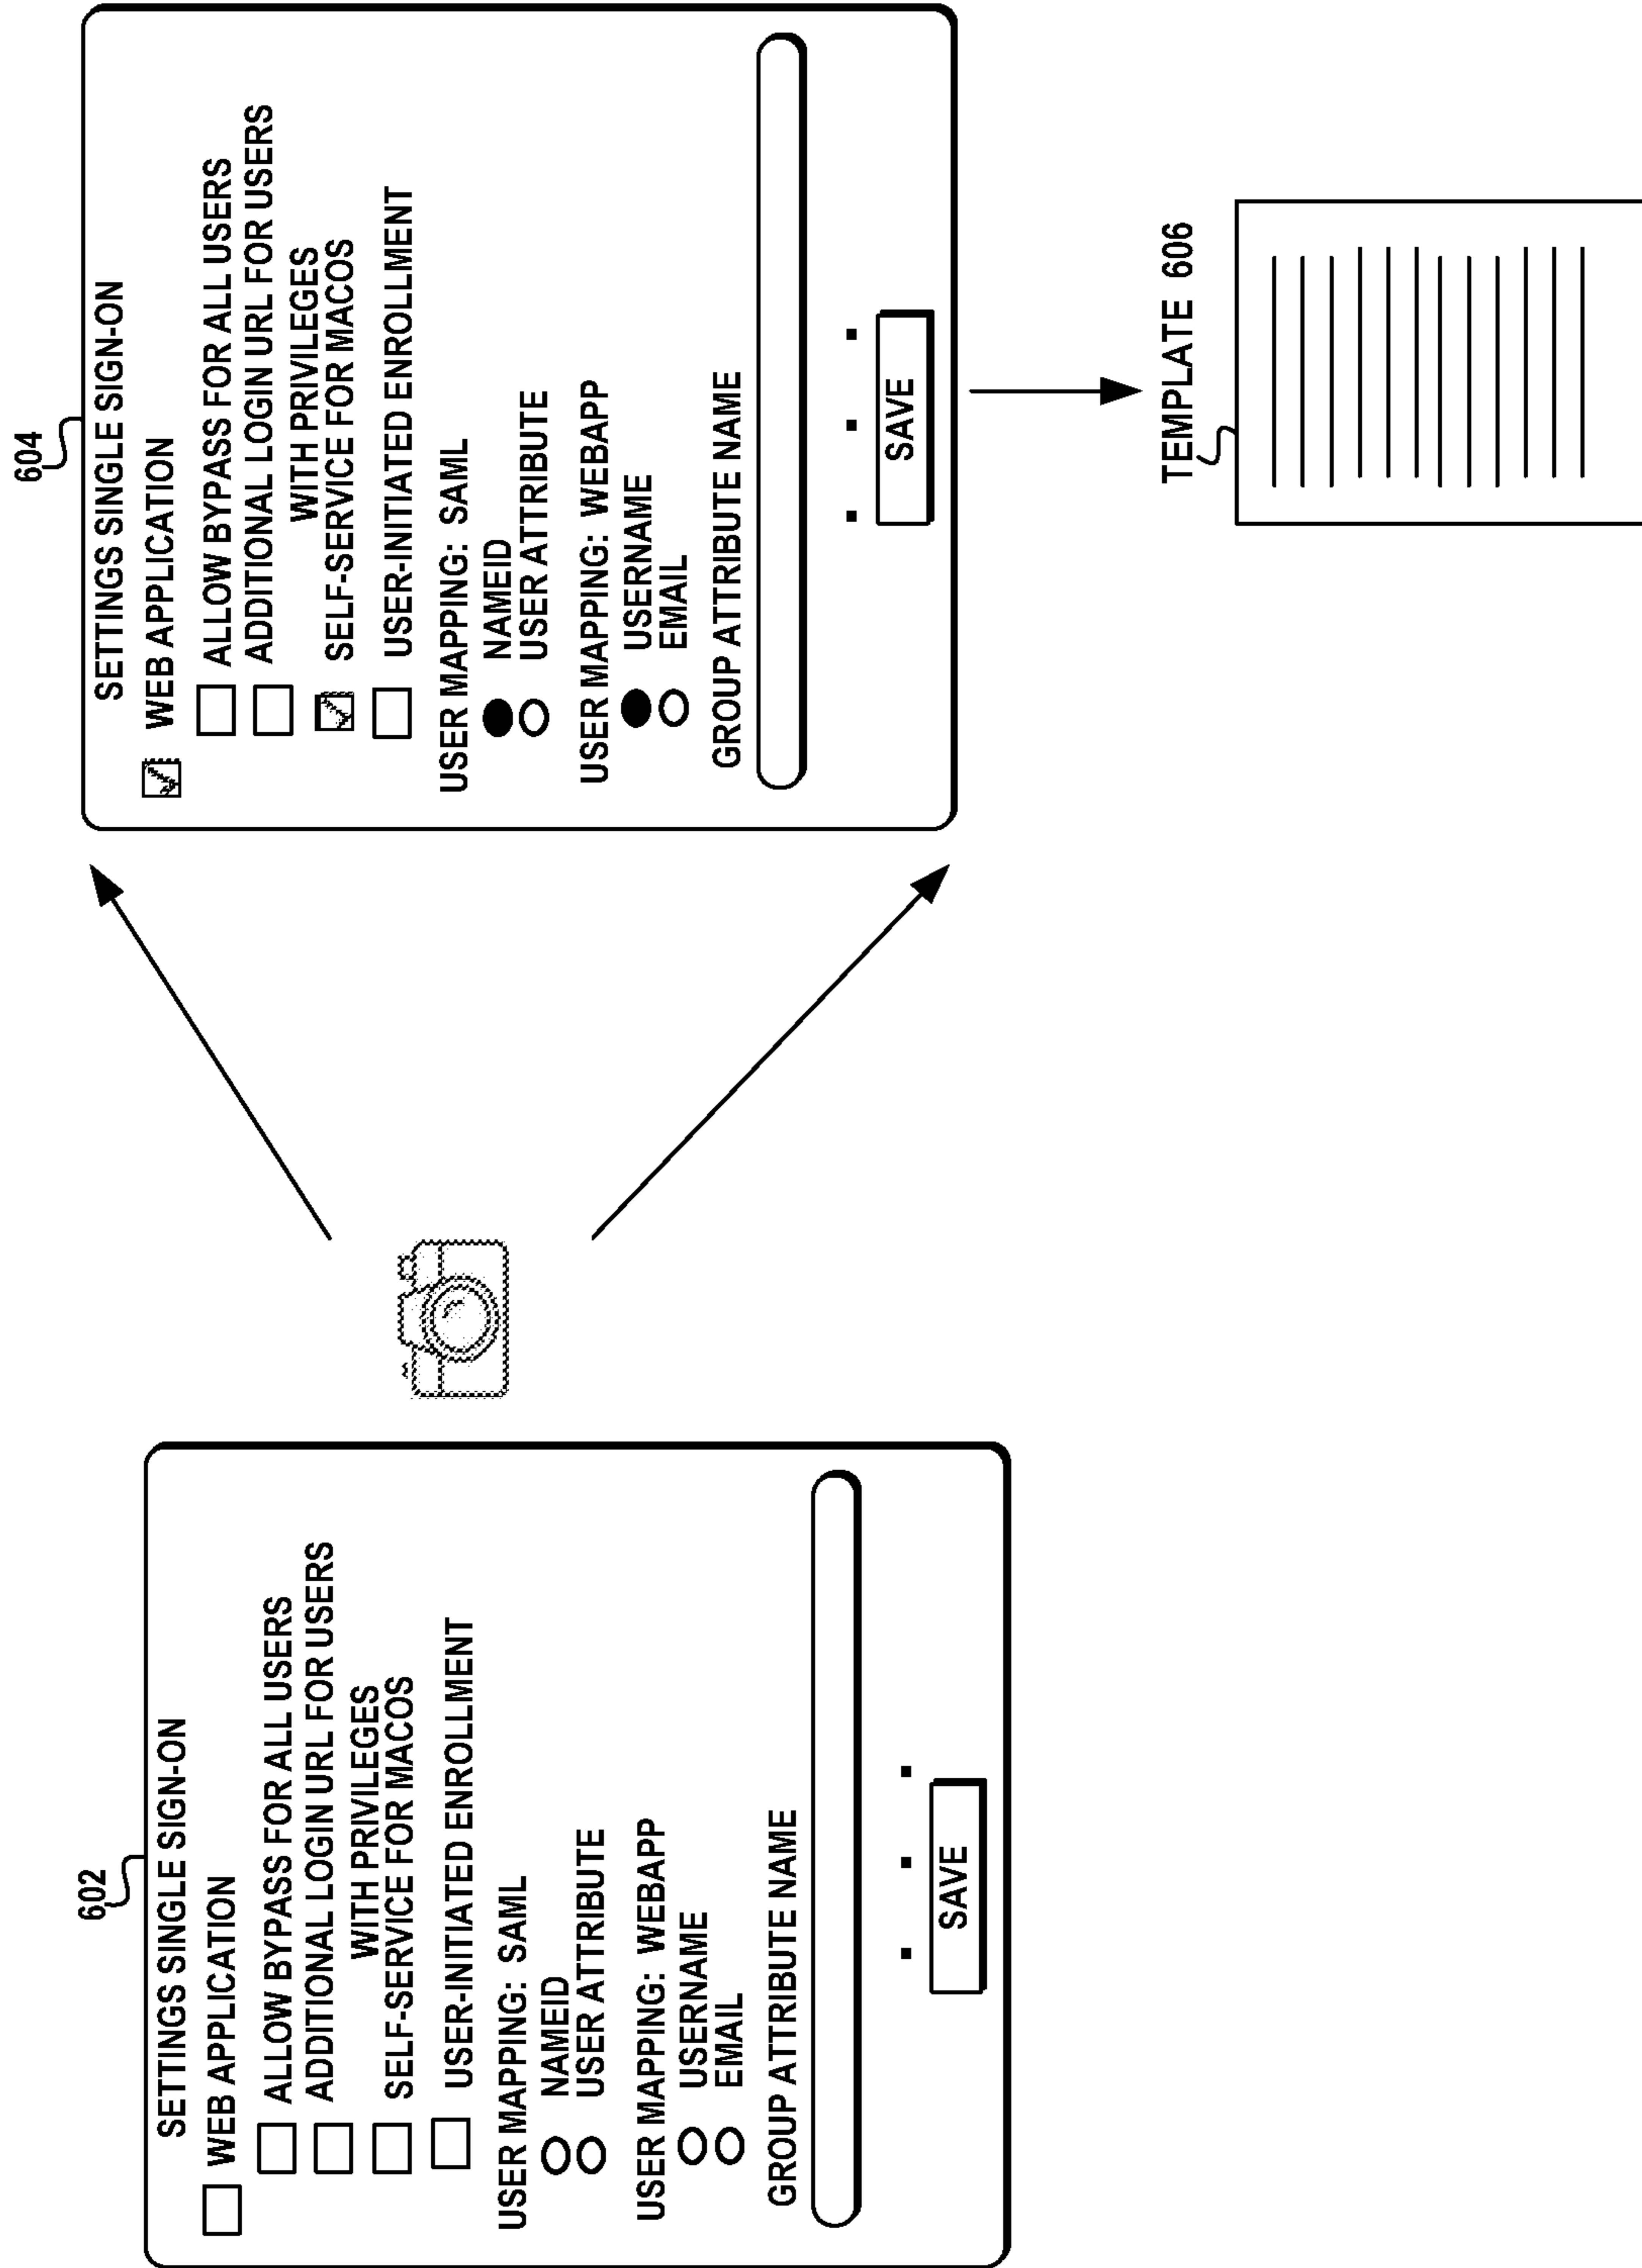 602
SETTINGS SINGLE SIGN-ON
WEB APPLICATION
ALLOW BYPASS FOR ALL USERS
ADDITIONAL LOGIN URL FOR USERS
WITH PRIVILEGES
SELF-SERVICE FOR MACOS
USER-INITIATED ENROLLMENT
USER MAPPING: SAML
NAMEID
USER ATTRIBUTE
USER MAPPING: WEBAPP
USERNAME
EMAIL
GROUP ATTRIBUTE NAME
. . .
SAVE
604
SETTINGS SINGLE SIGN-ON
WEB APPLICATION
ALLOW BYPASS FOR ALL USERS
ADDITIONAL LOGIN URL FOR USERS
WITH PRIVILEGES
SELF-SERVICE FOR MACOS
USER-INITIATED ENROLLMENT
USER MAPPING: SAML
NAMEID
USER ATTRIBUTE
USER MAPPING: WEBAPP
USERNAME
EMAIL
GROUP ATTRIBUTE NAME
. . .
SAVE
TEMPLATE 606